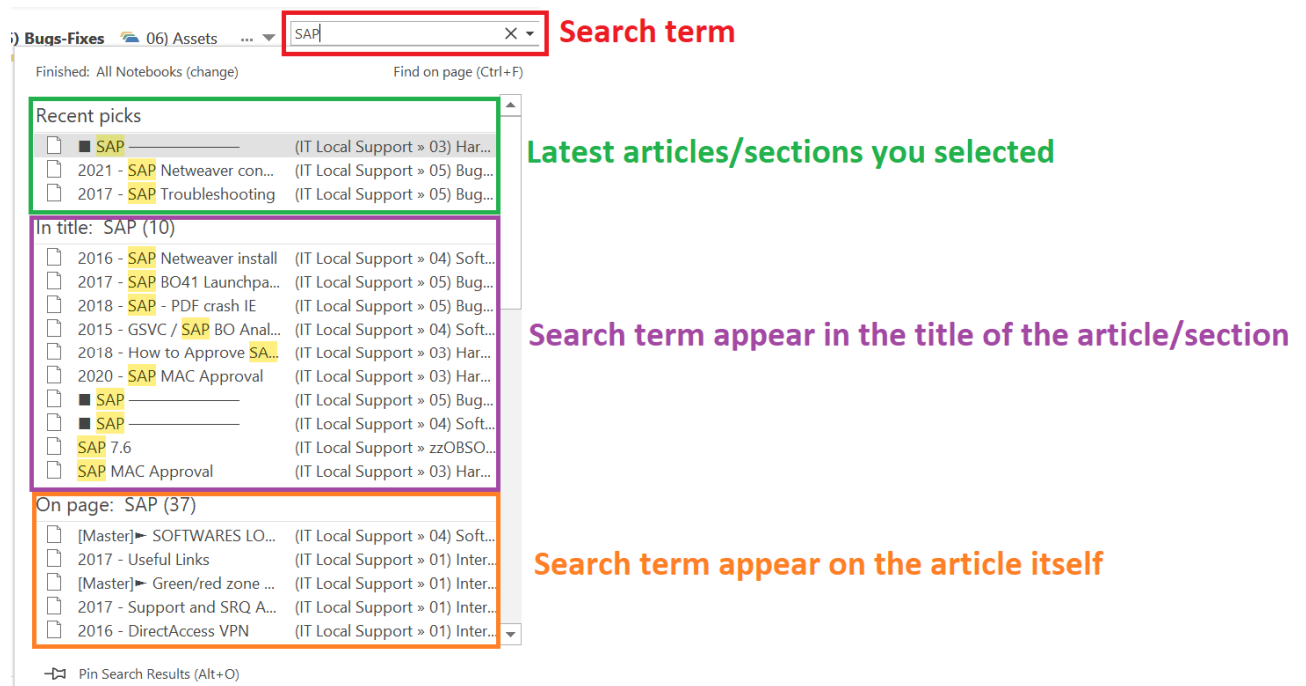 ) Bugs-Fixes 06) Assets ... SAP Search term
Finished: All Notebooks (change) Find on page (Ctrl+F)
Recent picks
■ SAP —————— (IT Local Support » 03) Har...
2021 - SAP Netweaver con... (IT Local Support » 05) Bug...
2017 - SAP Troubleshooting (IT Local Support » 05) Bug...
Latest articles/sections you selected
In title: SAP (10)
2016 - SAP Netweaver install (IT Local Support » 04) Soft...
2017 - SAP BO41 Launchpa... (IT Local Support » 05) Bug...
2018 - SAP - PDF crash IE (IT Local Support » 05) Bug...
2015 - GSVC / SAP BO Anal... (IT Local Support » 04) Soft...
2018 - How to Approve SA... (IT Local Support » 03) Har...
2020 - SAP MAC Approval (IT Local Support » 03) Har...
■ SAP —————— (IT Local Support » 05) Bug...
■ SAP —————— (IT Local Support » 04) Soft...
SAP 7.6 (IT Local Support » zzOBSO...
SAP MAC Approval (IT Local Support » 03) Har...
Search term appear in the title of the article/section
On page: SAP (37)
[Master]► SOFTWARES LO... (IT Local Support » 04) Soft...
2017 - Useful Links (IT Local Support » 01) Inter...
[Master]► Green/red zone ... (IT Local Support » 01) Inter...
2017 - Support and SRQ A... (IT Local Support » 01) Inter...
2016 - DirectAccess VPN (IT Local Support » 01) Inter...
Search term appear on the article itself
Pin Search Results (Alt+O)